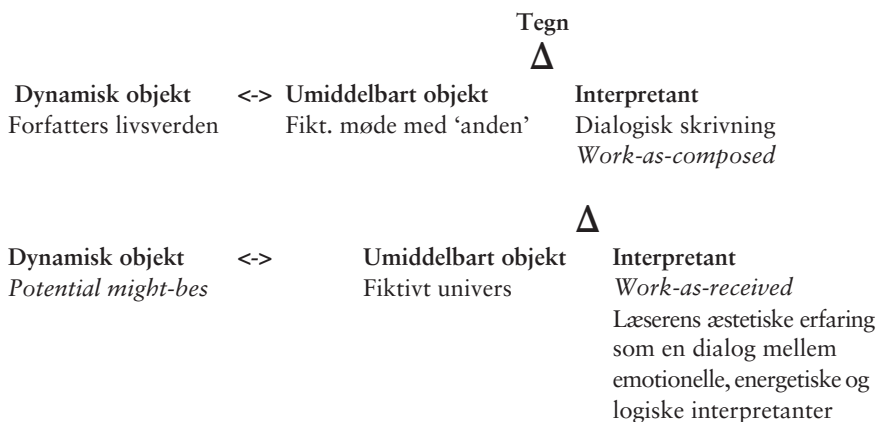 Tegn
Δ
Dynamisk objekt <-> Umiddelbart objekt Interpretant
Forfatters livsverden Fikt. møde med ‘anden’ Dialogisk skrivning
Work-as-composed
Δ
Dynamisk objekt <-> Umiddelbart objekt Interpretant
Potential might-bes Fiktivt univers Work-as-received
Læserens æstetiske erfaring
som en dialog mellem
emotionelle, energetiske og
logiske interpretanter